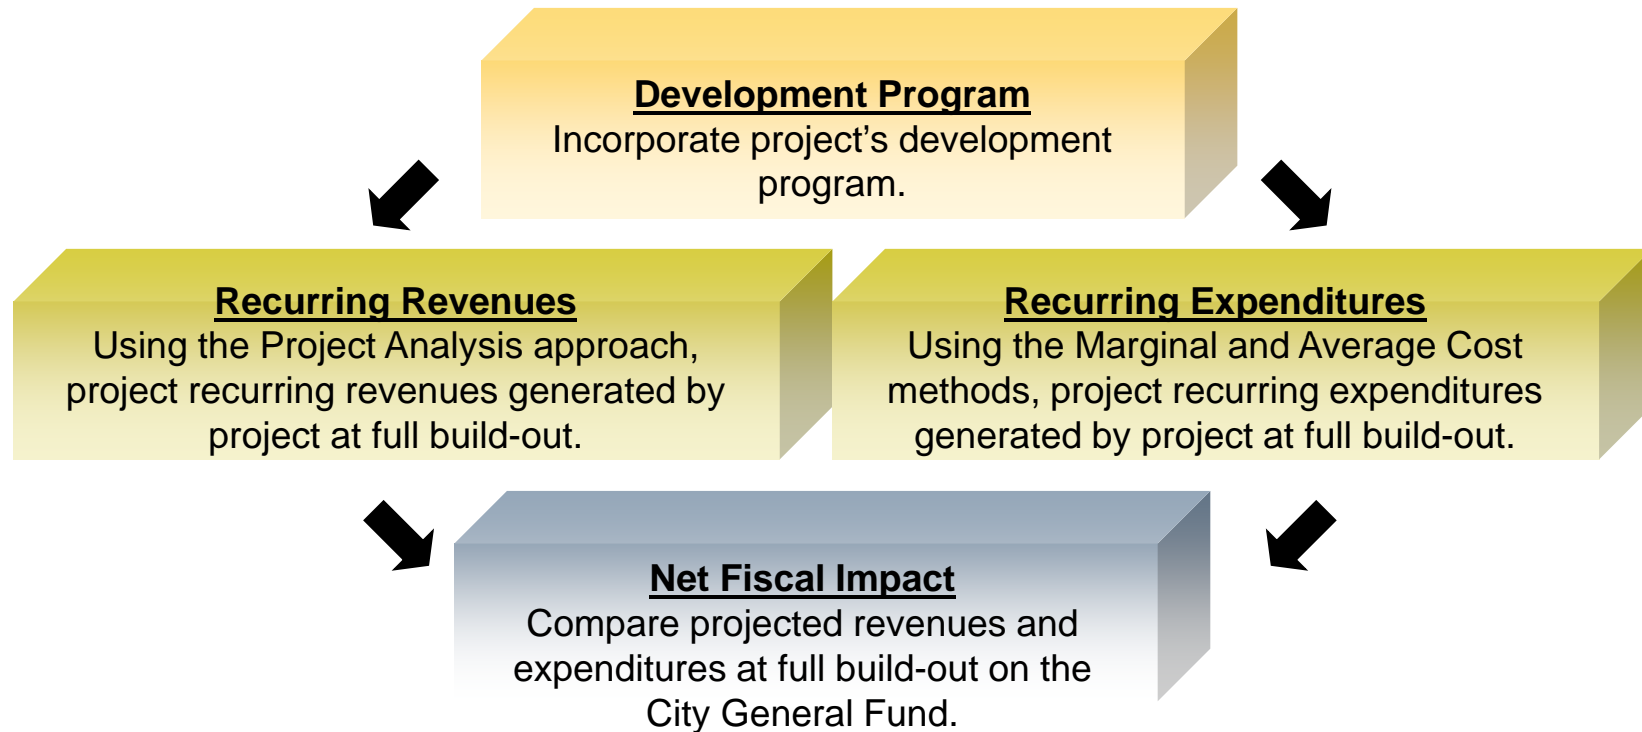 Development Program
Incorporate project’s development
program.
Recurring Revenues
Using the Project Analysis approach,
project recurring revenues generated by
project at full build-out.
Recurring Expenditures
Using the Marginal and Average Cost
methods, project recurring expenditures
generated by project at full build-out.
Net Fiscal Impact
Compare projected revenues and
expenditures at full build-out on the
City General Fund.